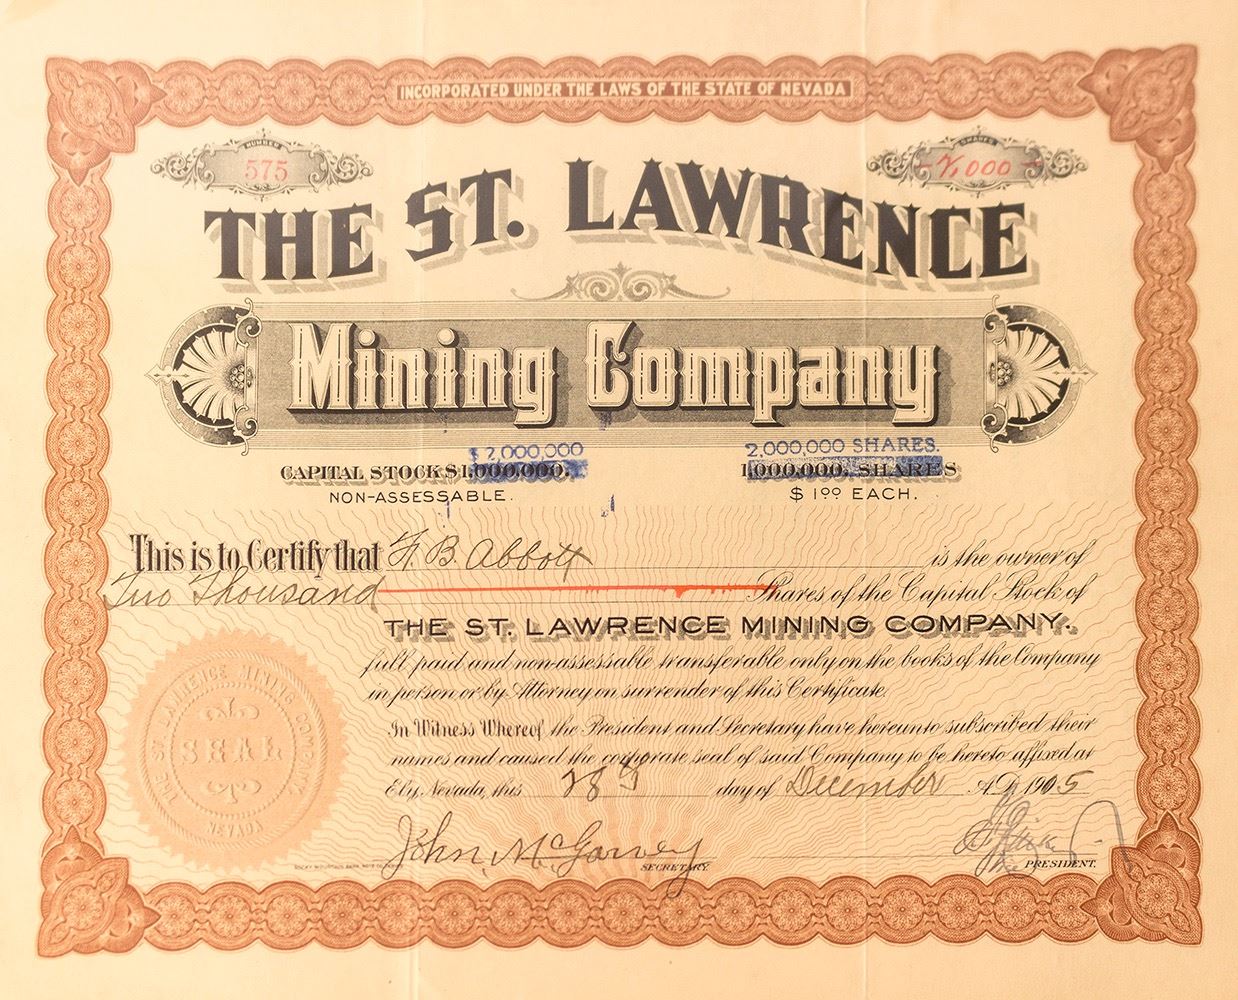 INCORPORATED UNDER THE LAWS OF THE STATE OF NEVADA
NUMBER
575
SHARES
000
THE ST. LAWRENCE
Mining Company
$2,000,000
2,000,000 SHARES.
CAPITAL STOCK $1,000,000.
1,000,000. SHARES
NON-ASSESSABLE.
$1.00 EACH.
This is to Certify that F. B. Abbott is the owner of
Two Thousand Shares of the Capital Stock of
THE ST. LAWRENCE MINING COMPANY.
full paid and non-assessable transferable only on the books of the Company
in person or by Attorney on surrender of this Certificate.
In Witness Whereof the President and Secretary have hereunto subscribed their
names and caused the corporate seal of said Company to be hereto affixed at
Ely, Nevada, this 28 day of December A.D. 1905
THE ST. LAWRENCE MINING COMPANY.
SEAL
NEVADA
John McGarvey
SECRETARY.
PRESIDENT.